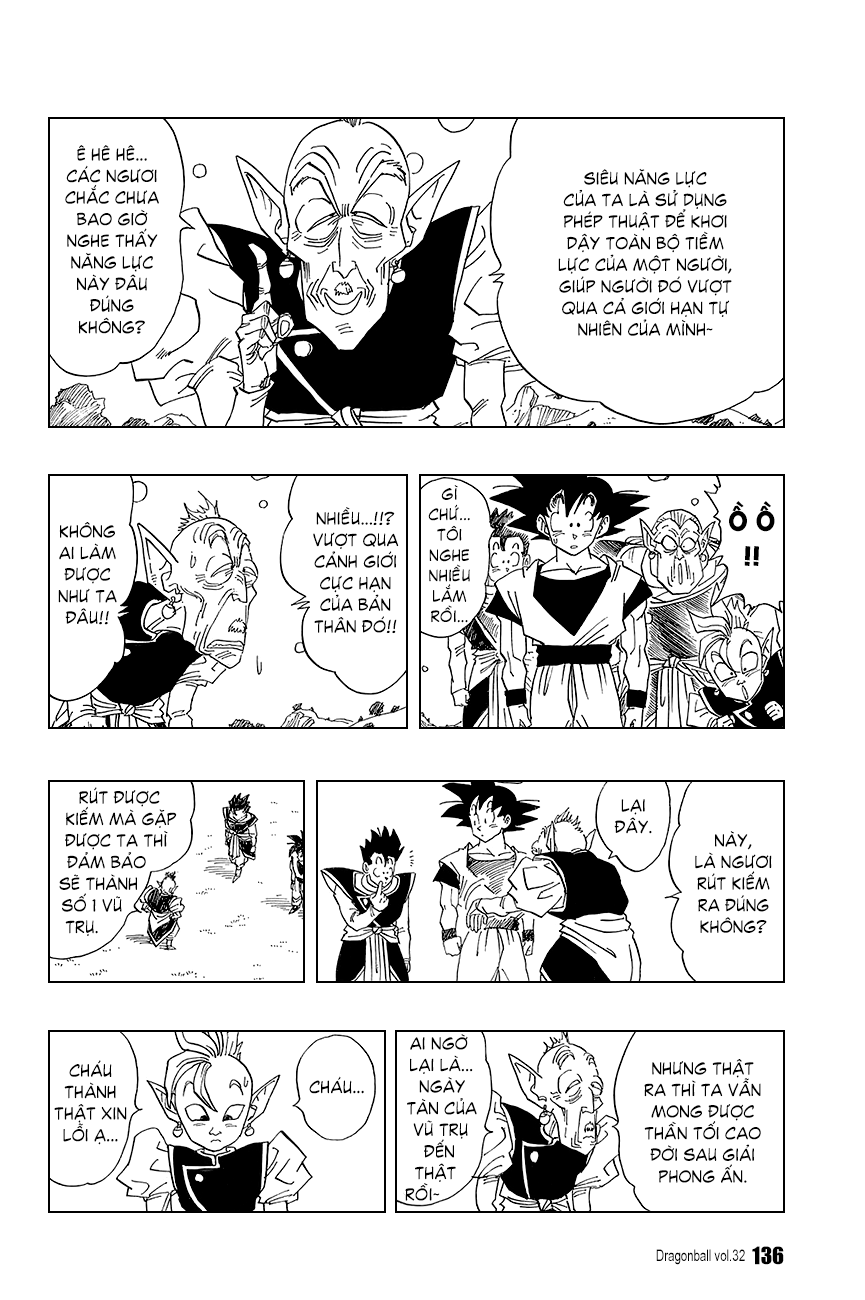 SIÊU NĂNG LỰC
CỦA TA LÀ SỬ DỤNG
PHÉP THUẬT ĐỂ KHƠI
DẬY TOÀN BỘ TIỀM
LỰC CỦA MỘT NGƯỜI,
GIÚP NGƯỜI ĐÓ VƯỢT
QUA CẢ GIỚI HẠN TỰ
NHIÊN CỦA MÌNH~
Ê HÊ HÊ...
CÁC NGƯƠI
CHẮC CHƯA
BAO GIỜ
NGHE THẤY
NĂNG LỰC
NÀY ĐÂU
ĐÚNG
KHÔNG?
Ồ Ồ
!!
GÌ
CHỨ...
TÔI
NGHE
NHIỀU
LẮM
RỒI...
NHIỀU...!!?
VƯỢT QUA
CẢNH GIỚI
CỰC HẠN
CỦA BẢN
THÂN ĐÓ!!
KHÔNG
AI LÀM
ĐƯỢC
NHƯ TA
ĐÂU!!
NÀY,
LÀ NGƯƠI
RÚT KIẾM
RA ĐÚNG
KHÔNG?
LẠI
ĐÂY.
RÚT ĐƯỢC
KIẾM MÀ GẶP
ĐƯỢC TA THÌ
ĐẢM BẢO
SẼ THÀNH
SỐ 1 VŨ
TRỤ.
NHƯNG THẬT
RA THÌ TA VẪN
MONG ĐƯỢC
THẦN TỐI CAO
ĐỜI SAU GIẢI
PHONG ẤN.
AI NGỜ
LẠI LÀ...
NGÀY
TÀN CỦA
VŨ TRỤ
ĐẾN
THẬT
RỒI~
CHÁU...
CHÁU
THÀNH
THẬT XIN
LỖI Ạ...
Dragonball vol.32 136